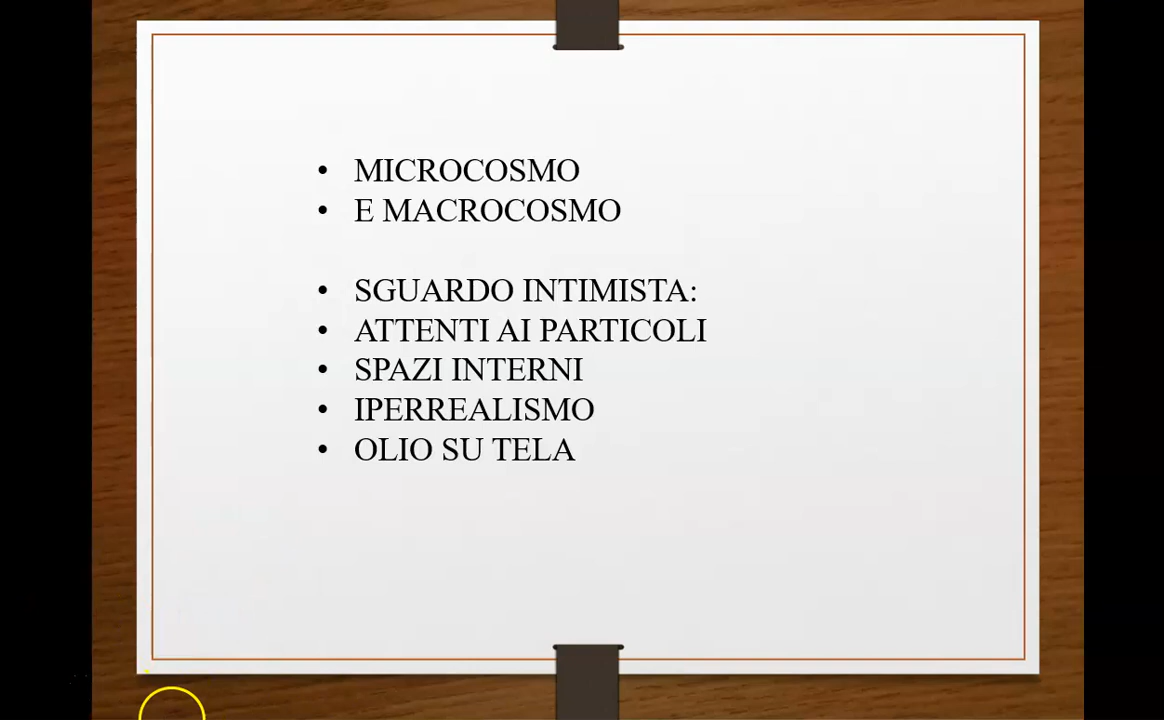 • MICROCOSMO
• E MACROCOSMO
• SGUARDO INTIMISTA:
• ATTENTI AI PARTICOLI
• SPAZI INTERNI
• IPERREALISMO
• OLIO SU TELA